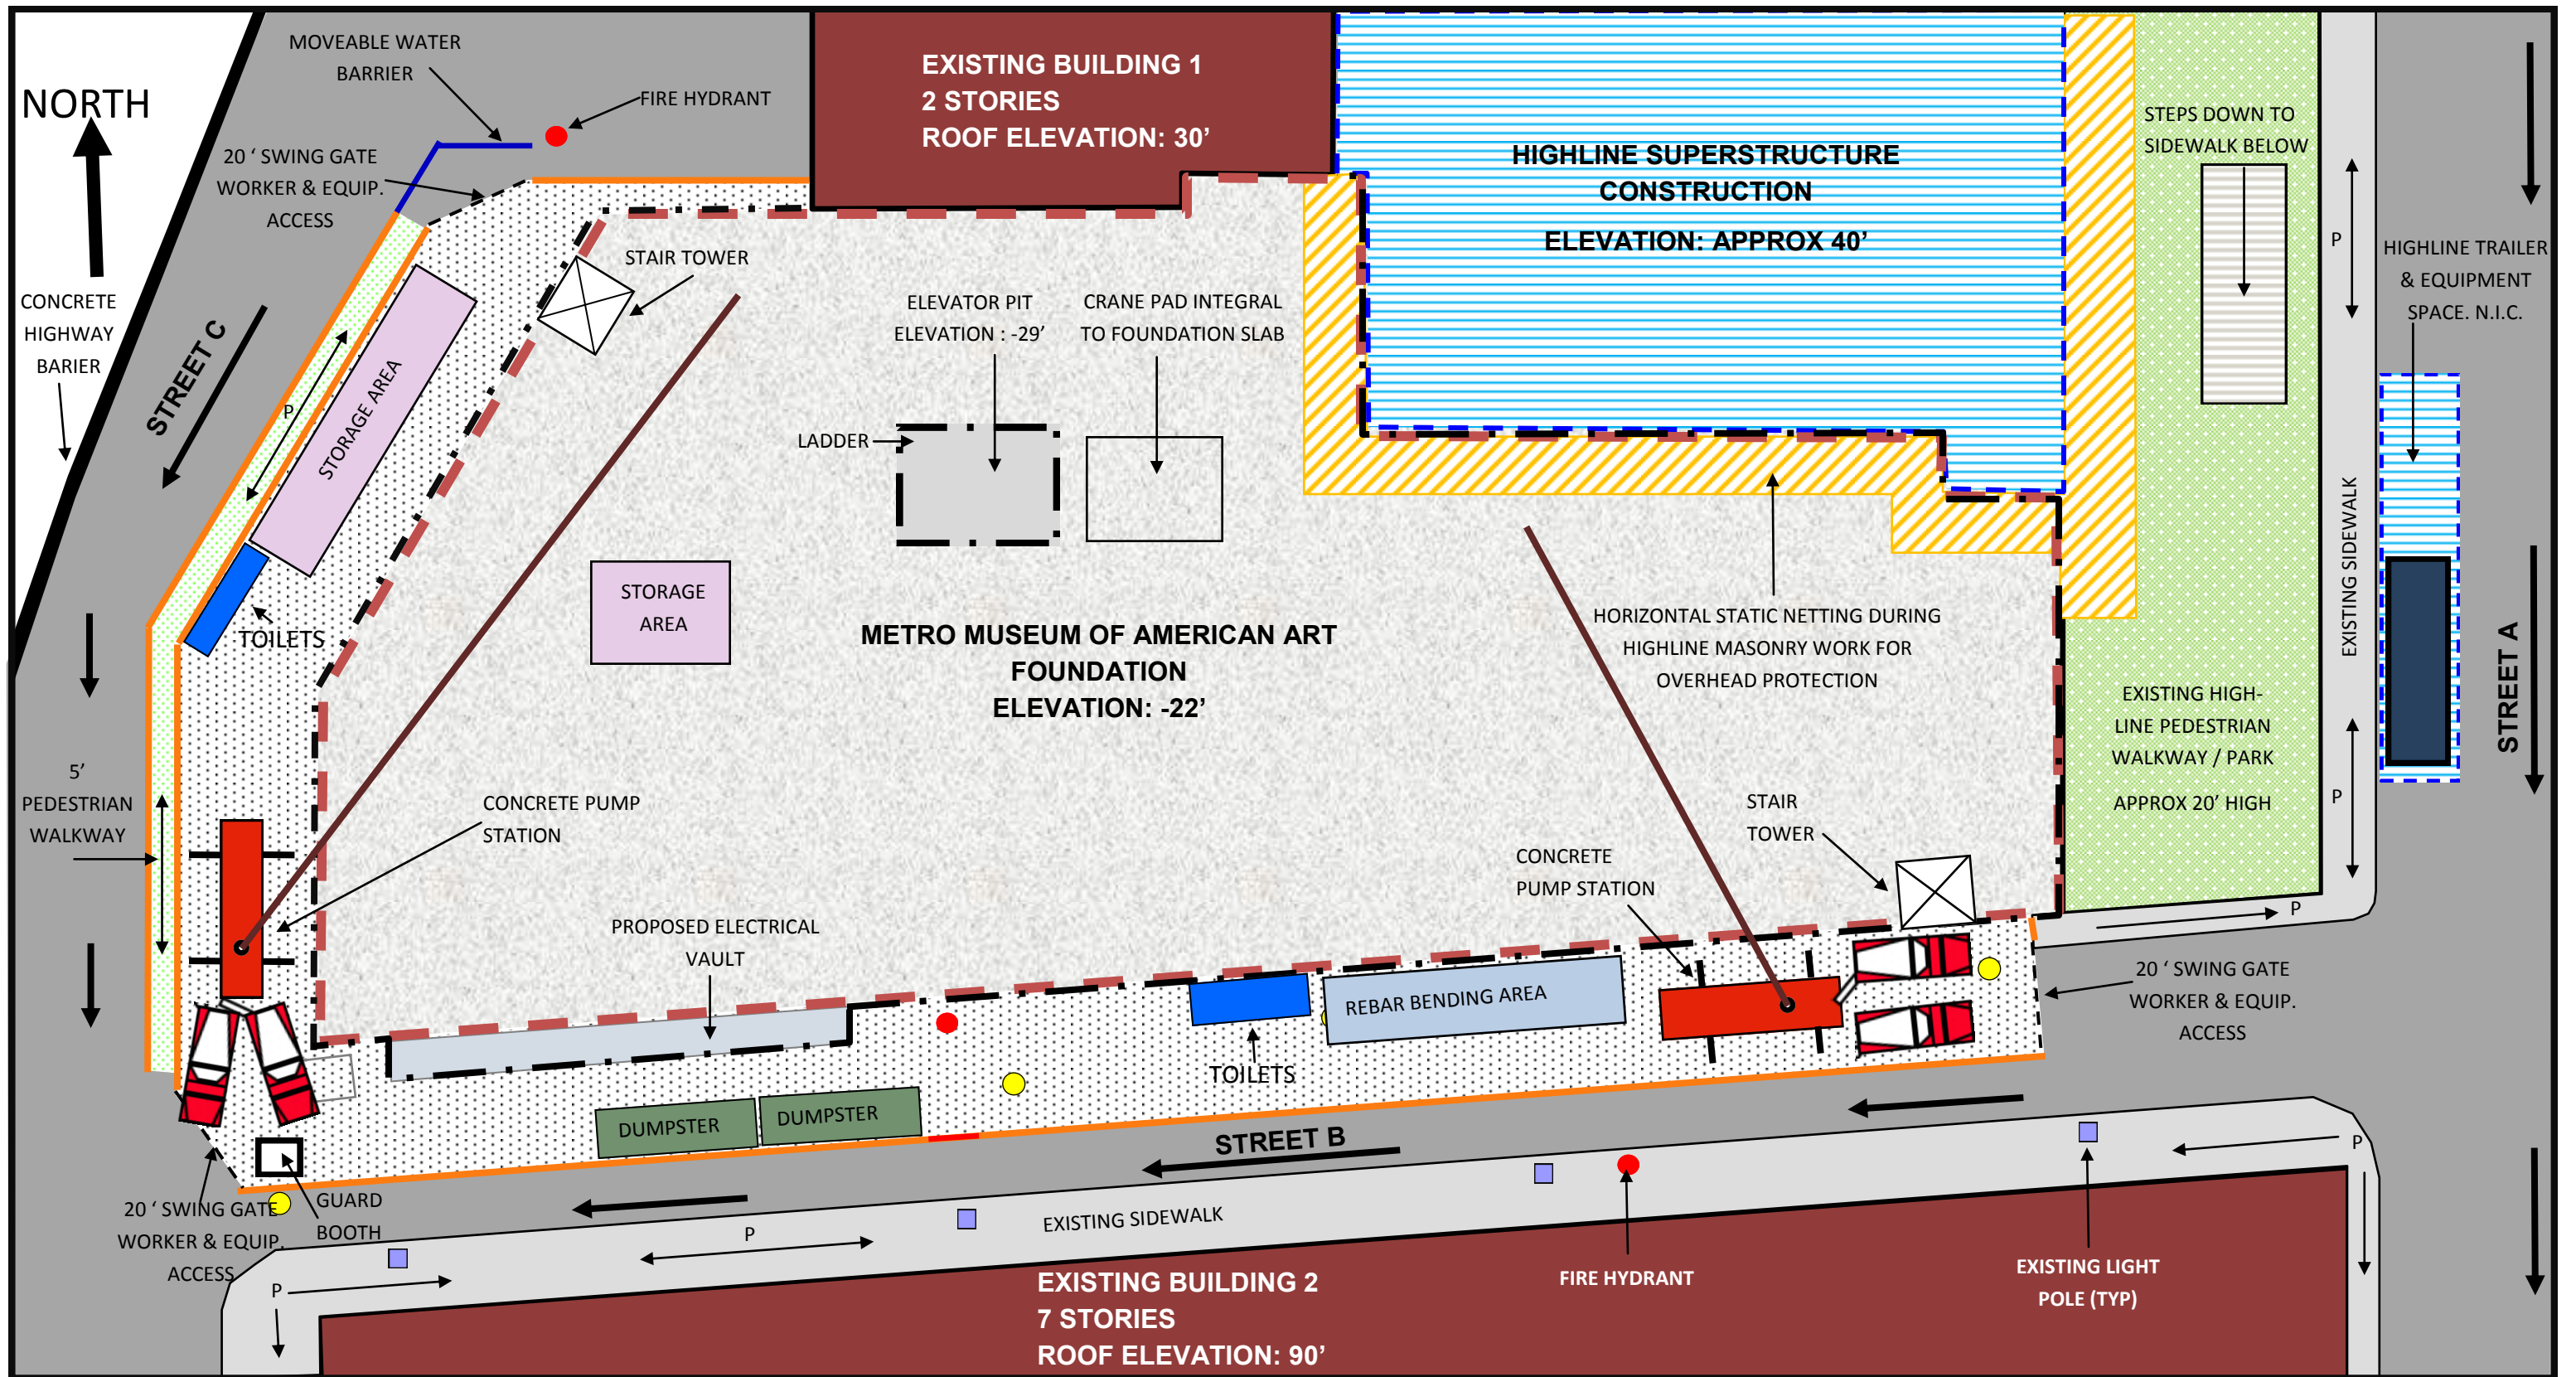 NORTH
MOVEABLE WATER
BARRIER
FIRE HYDRANT
20 ‘ SWING GATE
WORKER & EQUIP.
ACCESS
EXISTING BUILDING 1
2 STORIES
ROOF ELEVATION: 30’
HIGHLINE SUPERSTRUCTURE
CONSTRUCTION
ELEVATION: APPROX 40’
STEPS DOWN TO
SIDEWALK BELOW
P
HIGHLINE TRAILER
& EQUIPMENT
SPACE. N.I.C.
CONCRETE
HIGHWAY
BARIER
STREET C
P
STORAGE AREA
STAIR TOWER
ELEVATOR PIT
ELEVATION : -29’
CRANE PAD INTEGRAL
TO FOUNDATION SLAB
LADDER
STORAGE
AREA
TOILETS
METRO MUSEUM OF AMERICAN ART
FOUNDATION
ELEVATION: -22’
HORIZONTAL STATIC NETTING DURING
HIGHLINE MASONRY WORK FOR
OVERHEAD PROTECTION
EXISTING SIDEWALK
STREET A
EXISTING HIGH-
LINE PEDESTRIAN
WALKWAY / PARK
APPROX 20’ HIGH
P
5’
PEDESTRIAN
WALKWAY
CONCRETE PUMP
STATION
STAIR
TOWER
CONCRETE
PUMP STATION
P
PROPOSED ELECTRICAL
VAULT
REBAR BENDING AREA
20 ‘ SWING GATE
WORKER & EQUIP.
ACCESS
TOILETS
DUMPSTER
DUMPSTER
STREET B
P
20 ‘ SWING GATE
WORKER & EQUIP.
ACCESS
GUARD
BOOTH
P
EXISTING SIDEWALK
P
EXISTING BUILDING 2
7 STORIES
ROOF ELEVATION: 90’
FIRE HYDRANT
EXISTING LIGHT
POLE (TYP)